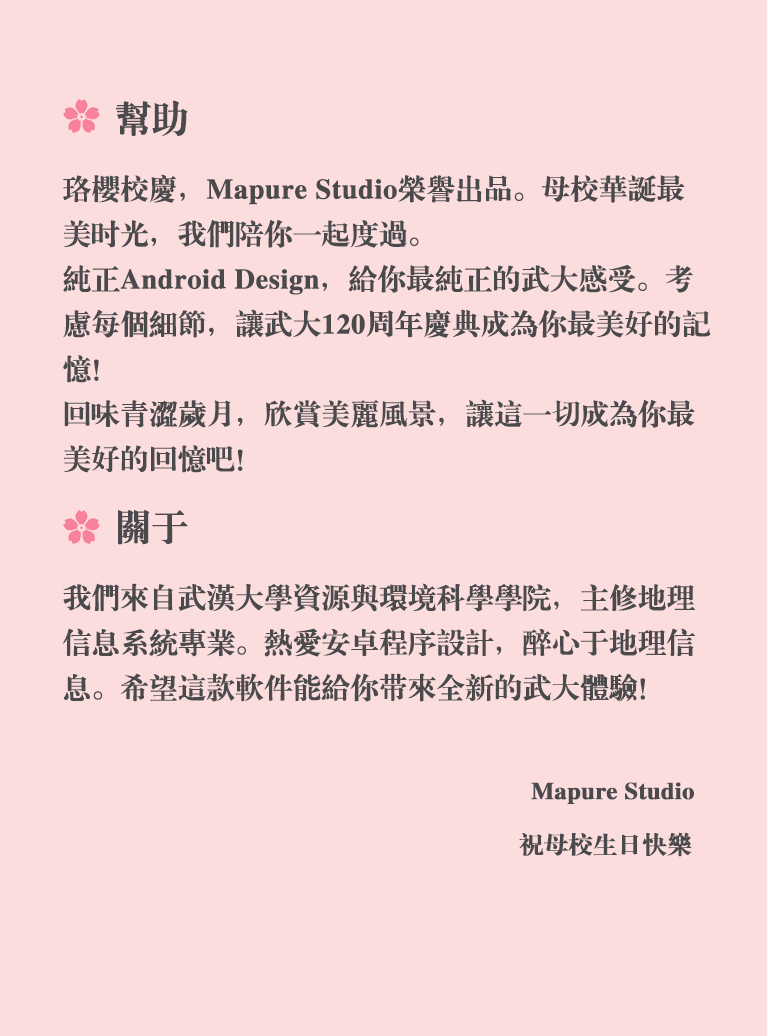 幫助
珞櫻校慶，Mapure Studio榮譽出品。母校華誕最
美时光，我們陪你一起度過。
純正Android Design，給你最純正的武大感受。考
慮每個細節，讓武大120周年慶典成為你最美好的記
憶！
回味青澀歲月，欣賞美麗風景，讓這一切成為你最
美好的回憶吧！
關于
我們來自武漢大學資源與環境科學學院，主修地理
信息系統專業。熱愛安卓程序設計，醉心于地理信
息。希望這款軟件能給你带來全新的武大體驗！
Mapure Studio
祝母校生日快樂